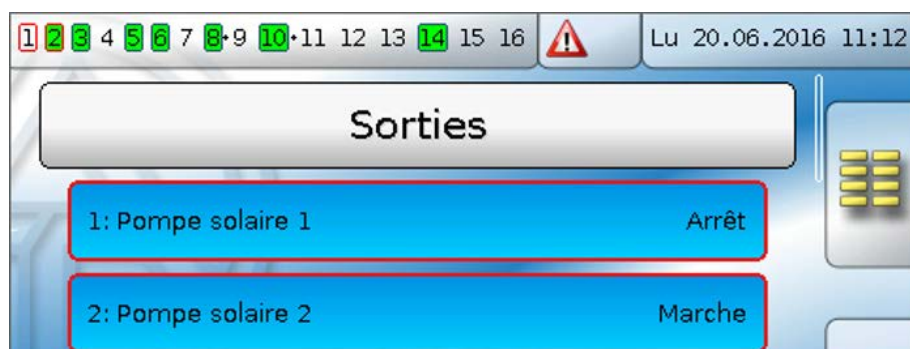 1 2 3 4 5 6 7 8+9 10+11 12 13 14 15 16 Lu 20.06.2016 11:12
Sorties
1: Pompe solaire 1 Arrêt
2: Pompe solaire 2 Marche